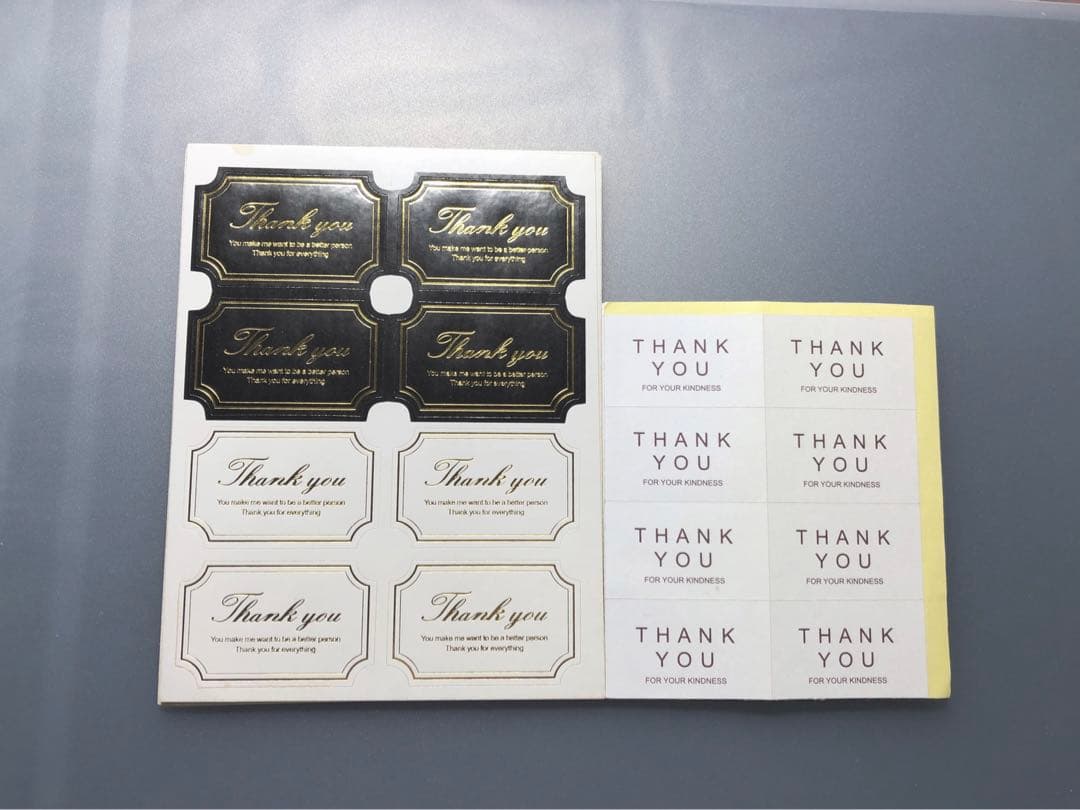 Thank you
You make me want to be a better person
Thank you for everything
Thank you
You make me want to be a better person
Thank you for everything
Thank you
You make me want to be a better person
Thank you for everything
Thank you
You make me want to be a better person
Thank you for everything
Thank you
You make me want to be a better person
Thank you for everything
Thank you
You make me want to be a better person
Thank you for everything
Thank you
You make me want to be a better person
Thank you for everything
Thank you
You make me want to be a better person
Thank you for everything
THANK
YOU
FOR YOUR KINDNESS
THANK
YOU
FOR YOUR KINDNESS
THANK
YOU
FOR YOUR KINDNESS
THANK
YOU
FOR YOUR KINDNESS
THANK
YOU
FOR YOUR KINDNESS
THANK
YOU
FOR YOUR KINDNESS
THANK
YOU
FOR YOUR KINDNESS
THANK
YOU
FOR YOUR KINDNESS